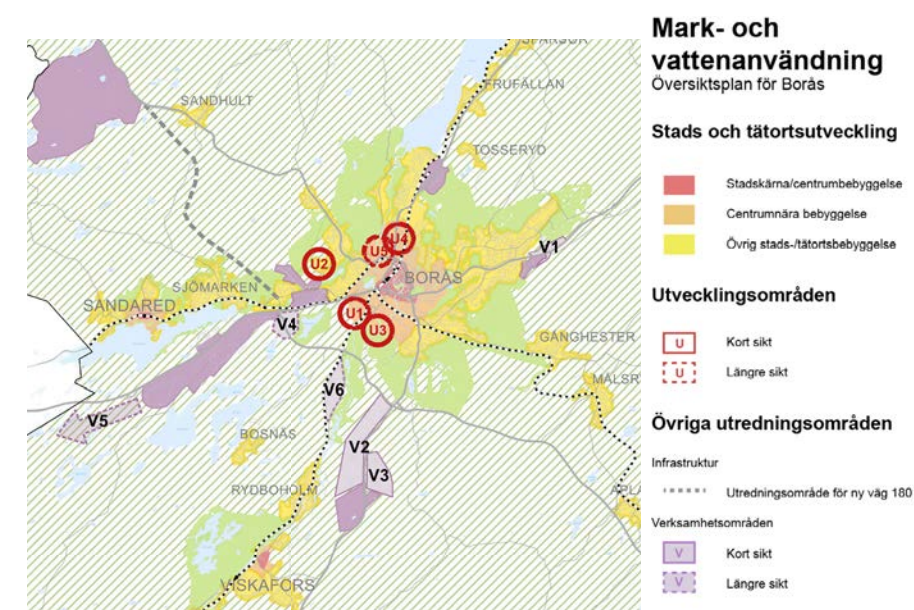 SPARSÖR
FRUFÄLLAN
SANDHULT
TOSSERYD
U4
U5
V1
U2
BORÅS
SJÖMARKEN
SANDARED
U1
V4
U3
GÅNGHESTER
V6
V5
BOSNÄS
V2
V3
RYDBOHOLM
VISKAFORS
Mark- och
vattenanvändning
Översiktsplan för Borås
Stads och tätortsutveckling
Stadskärna/centrumbebyggelse
Centrumnära bebyggelse
Övrig stads-/tätortsbebyggelse
Utvecklingsområden
U Kort sikt
U Längre sikt
Övriga utredningsområden
Infrastruktur
Utredningsområde för ny väg 180
Verksamhetsområden
V Kort sikt
V Längre sikt